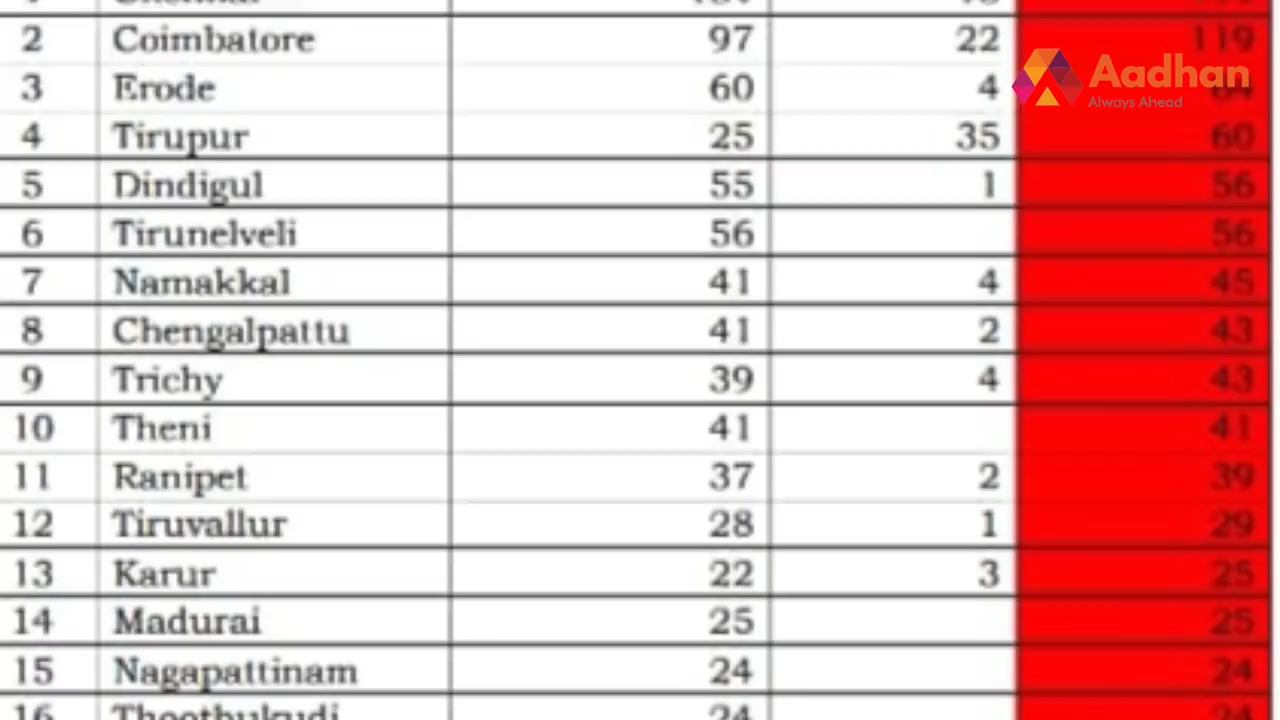 2 Coimbatore 97 22 119
Aadhan
Always Ahead
3 Erode 60 4 64
4 Tirupur 25 35 60
5 Dindigul 55 1 56
6 Tirunelveli 56 56
7 Namakkal 41 4 45
8 Chengalpattu 41 2 43
9 Trichy 39 4 43
10 Theni 41 41
11 Ranipet 37 2 39
12 Tiruvallur 28 1 29
13 Karur 22 3 25
14 Madurai 25 25
15 Nagapattinam 24 24
16 Thoothukudi 24 24